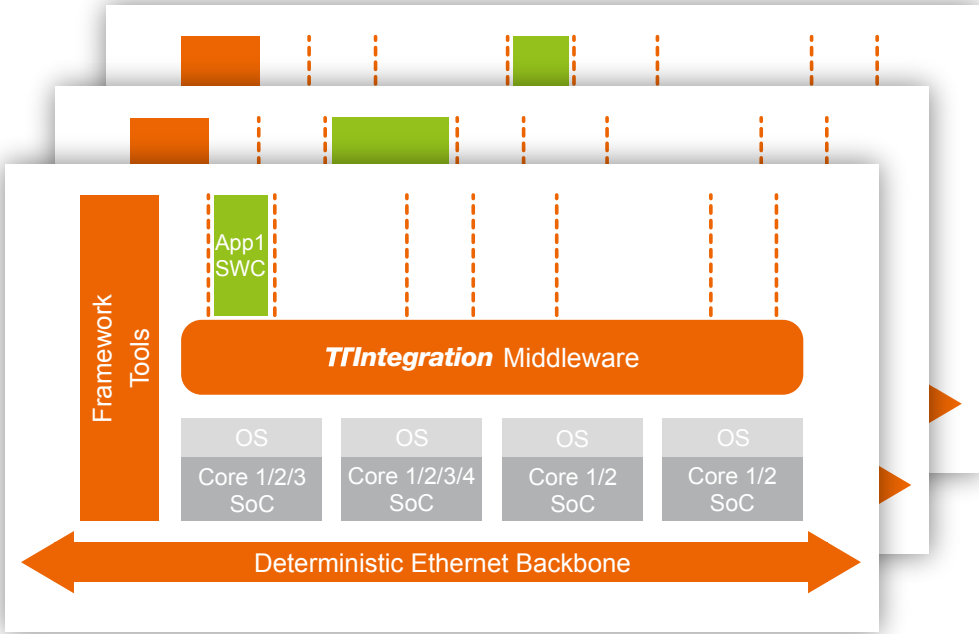 App1
SWC
Framework
Tools
TTIntegration Middleware
OS
OS
OS
OS
Core 1/2/3
SoC
Core 1/2/3/4
SoC
Core 1/2
SoC
Core 1/2
SoC
Deterministic Ethernet Backbone